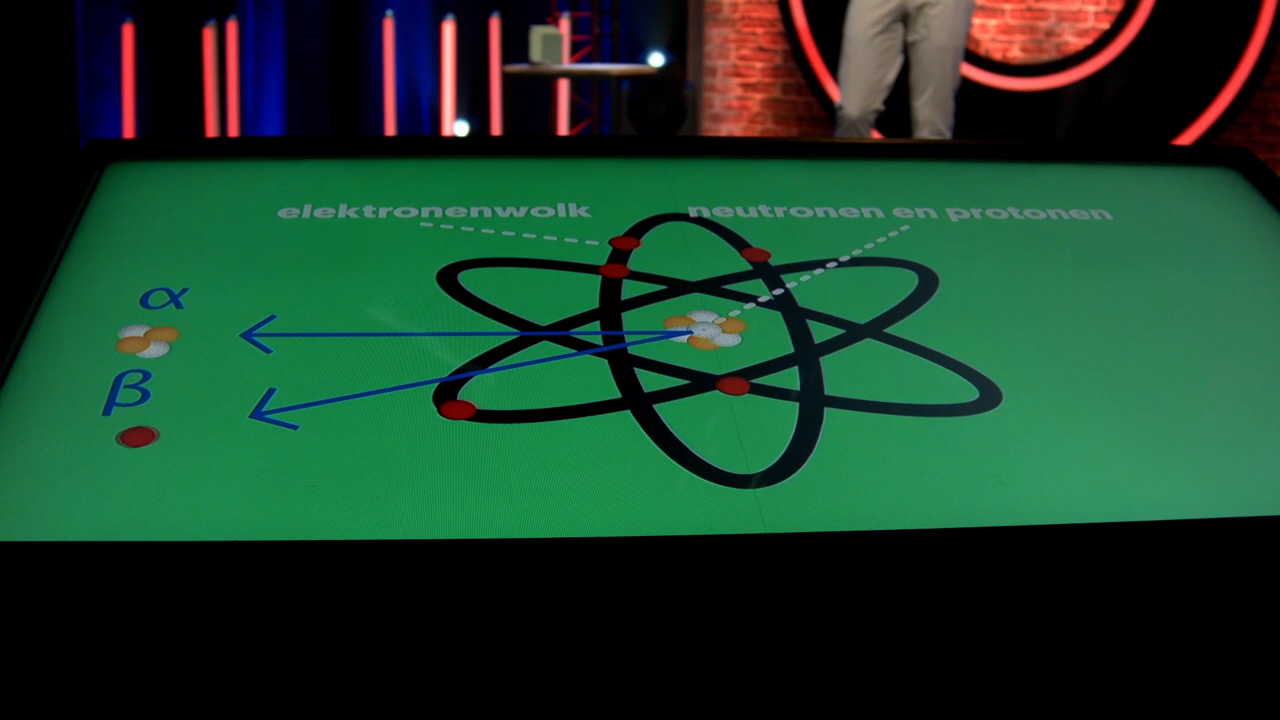 elektronenwolk
neutronen en protonen
α
β